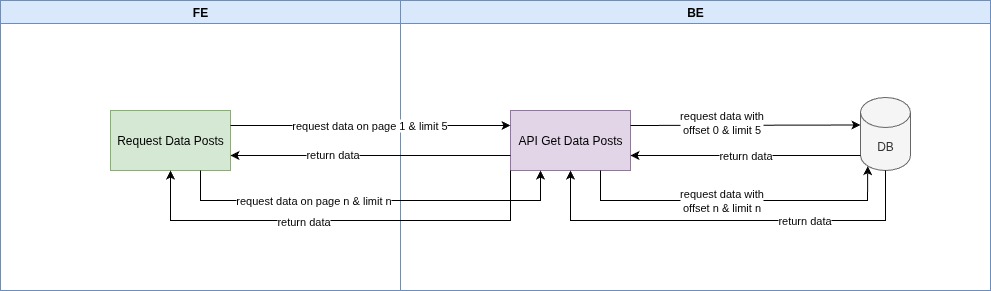 FE
BE
Request Data Posts
request data on page 1 & limit 5
return data
request data on page n & limit n
return data
API Get Data Posts
request data with
offset 0 & limit 5
return data
request data with
offset n & limit n
return data
DB